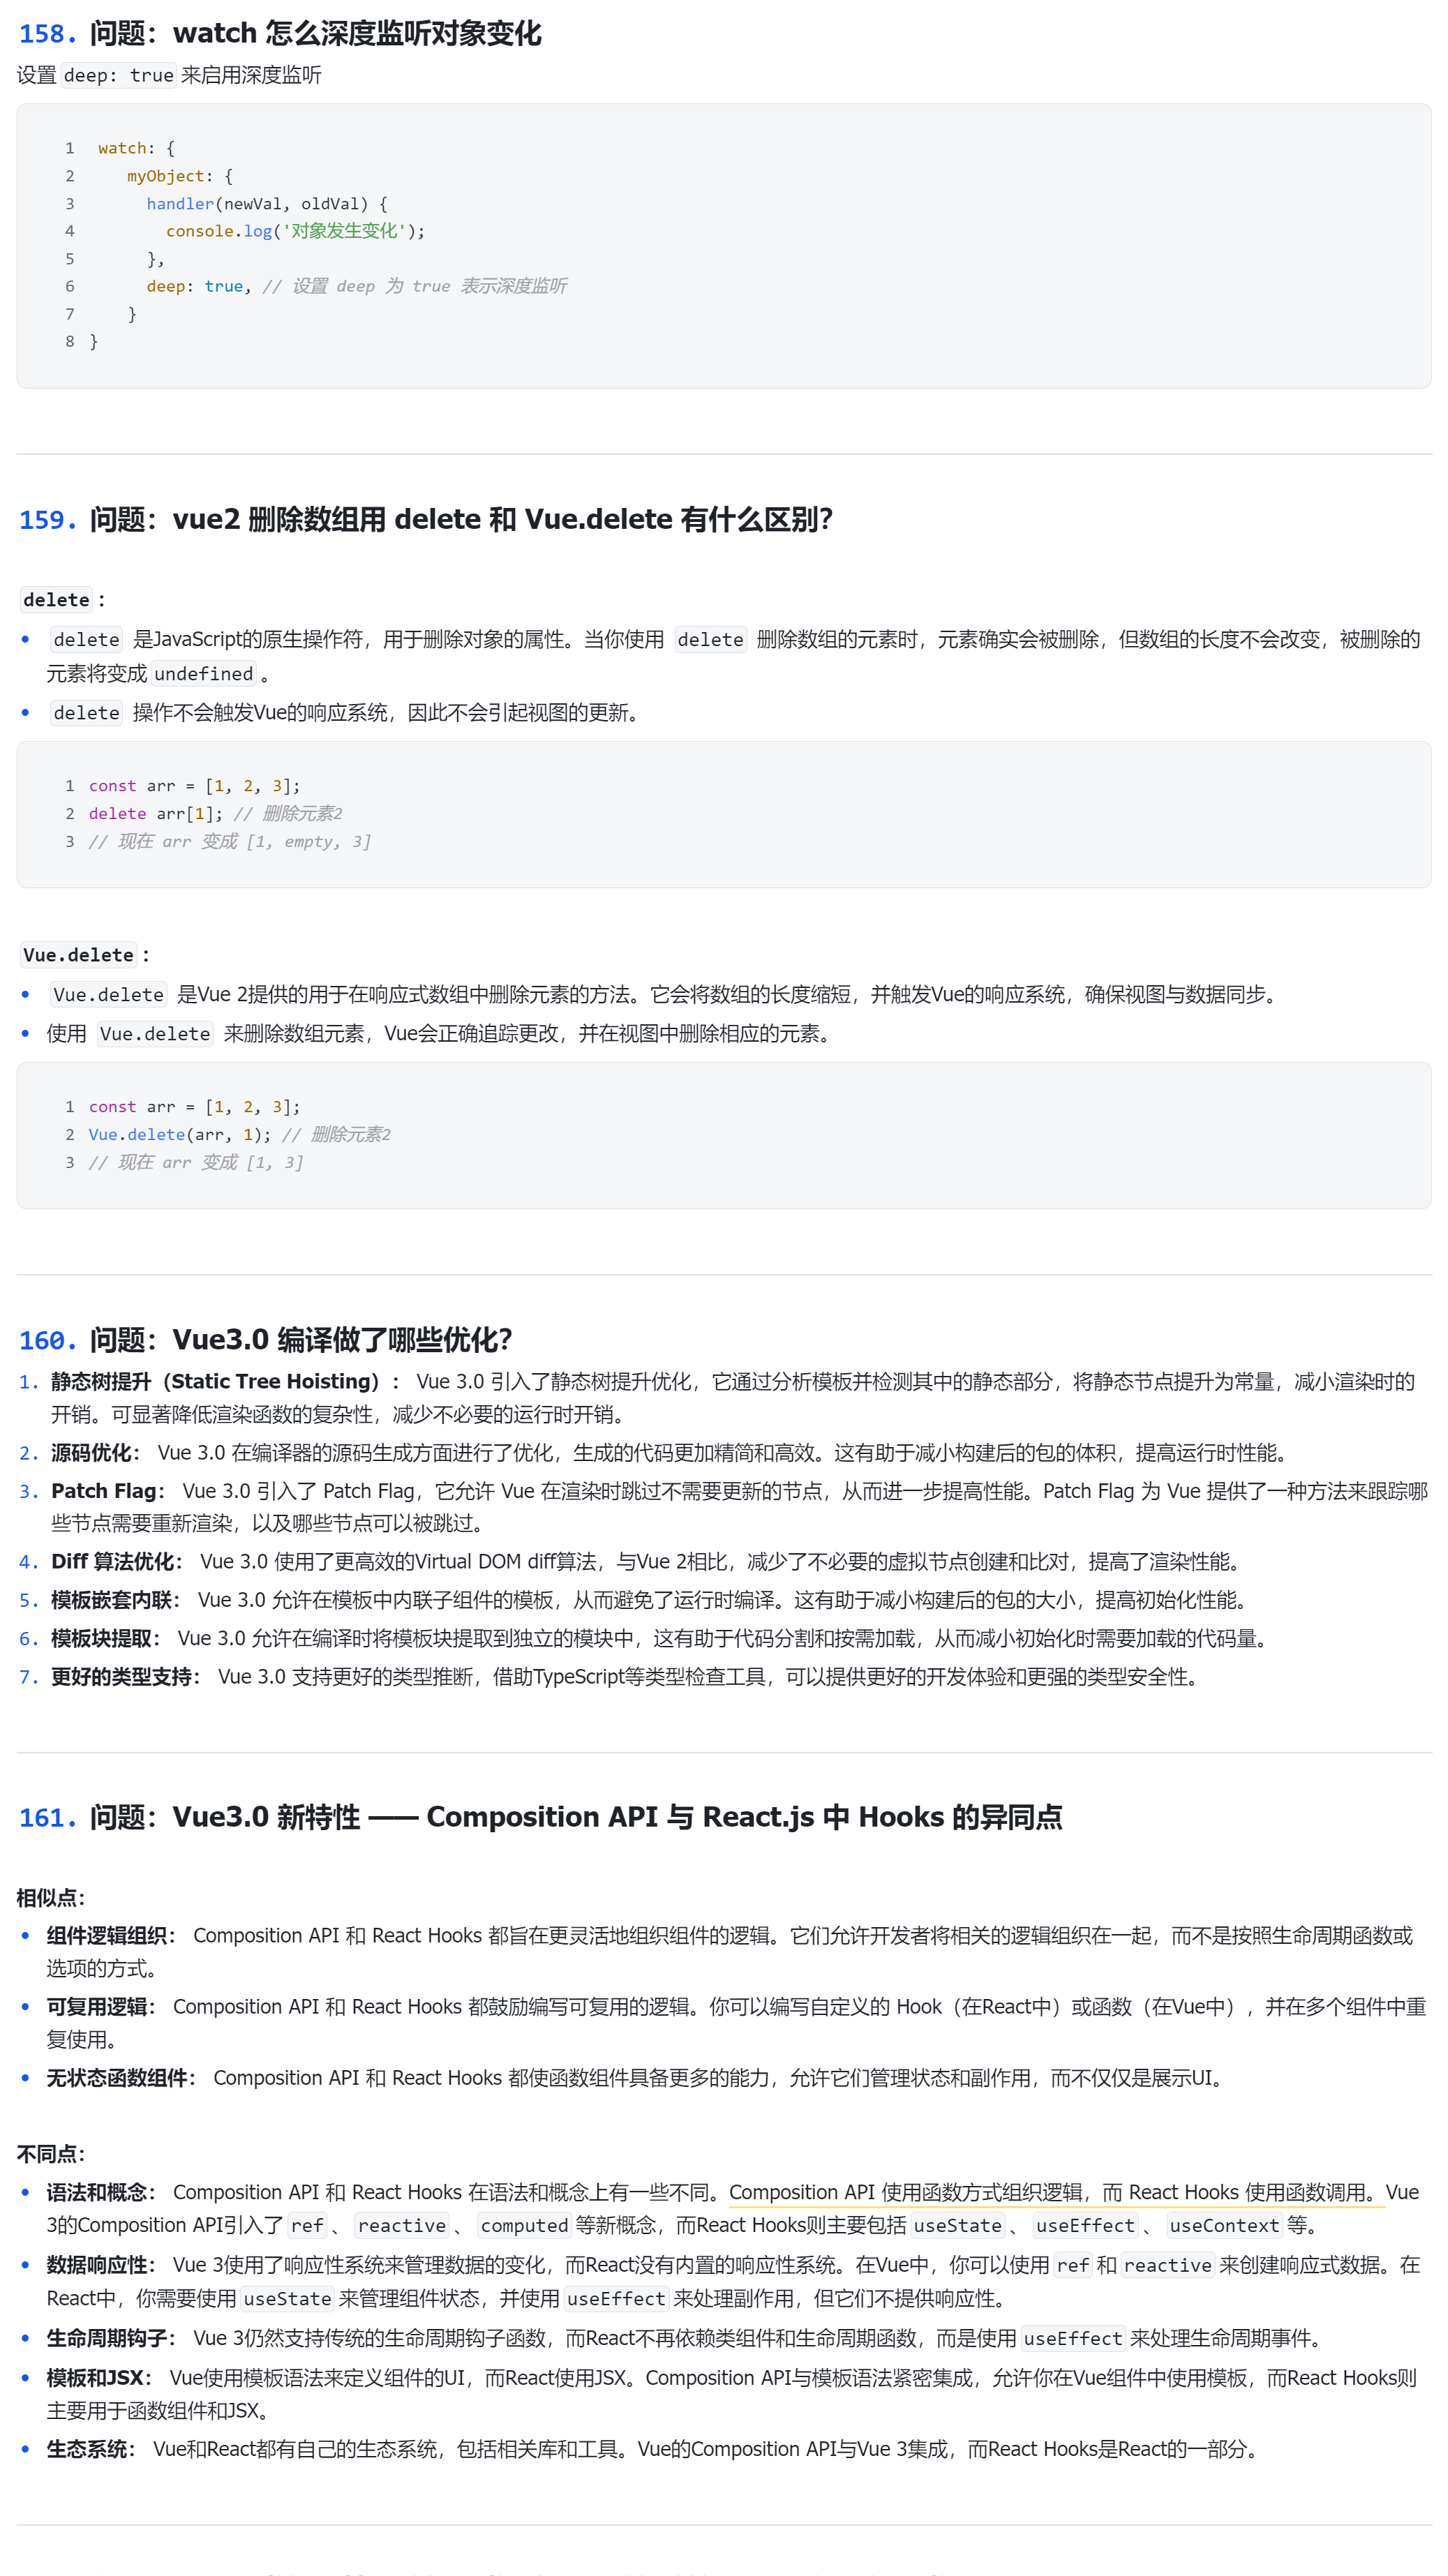 158. 问题：watch 怎么深度监听对象变化
设置 deep: true 来启用深度监听
1 watch: {
2 myObject: {
3 handler(newVal, oldVal) {
4 console.log('对象发生变化');
5 },
6 deep: true, // 设置 deep 为 true 表示深度监听
7 }
8 }
159. 问题：vue2 删除数组用 delete 和 Vue.delete 有什么区别？
delete：
• delete 是JavaScript的原生操作符，用于删除对象的属性。当你使用 delete 删除数组的元素时，元素确实会被删除，但数组的长度不会改变，被删除的
元素将变成 undefined 。
• delete 操作不会触发Vue的响应系统，因此不会引起视图的更新。
1 const arr = [1, 2, 3];
2 delete arr[1]; // 删除元素2
3 // 现在 arr 变成 [1, empty, 3]
Vue.delete：
• Vue.delete 是Vue 2提供的用于在响应式数组中删除元素的方法。它会将数组的长度缩短，并触发Vue的响应系统，确保视图与数据同步。
• 使用 Vue.delete 来删除数组元素，Vue会正确追踪更改，并在视图中删除相应的元素。
1 const arr = [1, 2, 3];
2 Vue.delete(arr, 1); // 删除元素2
3 // 现在 arr 变成 [1, 3]
160. 问题：Vue3.0 编译做了哪些优化？
1. 静态树提升（Static Tree Hoisting）： Vue 3.0 引入了静态树提升优化，它通过分析模板并检测其中的静态部分，将静态节点提升为常量，减小渲染时的
开销。可显著降低渲染函数的复杂性，减少不必要的运行时开销。
2. 源码优化： Vue 3.0 在编译器的源码生成方面进行了优化，生成的代码更加精简和高效。这有助于减小构建后的包的体积，提高运行时性能。
3. Patch Flag： Vue 3.0 引入了 Patch Flag，它允许 Vue 在渲染时跳过不需要更新的节点，从而进一步提高性能。Patch Flag 为 Vue 提供了一种方法来跟踪哪
些节点需要重新渲染，以及哪些节点可以被跳过。
4. Diff 算法优化： Vue 3.0 使用了更高效的Virtual DOM diff算法，与Vue 2相比，减少了不必要的虚拟节点创建和比对，提高了渲染性能。
5. 模板嵌套内联： Vue 3.0 允许在模板中内联子组件的模板，从而避免了运行时编译。这有助于减小构建后的包的大小，提高初始化性能。
6. 模板块提取： Vue 3.0 允许在编译时将模板块提取到独立的模块中，这有助于代码分割和按需加载，从而减小初始化时需要加载的代码量。
7. 更好的类型支持： Vue 3.0 支持更好的类型推断，借助TypeScript等类型检查工具，可以提供更好的开发体验和更强的类型安全性。
161. 问题：Vue3.0 新特性 —— Composition API 与 React.js 中 Hooks 的异同点
相似点：
• 组件逻辑组织： Composition API 和 React Hooks 都旨在更灵活地组织组件的逻辑。它们允许开发者将相关的逻辑组织在一起，而不是按照生命周期函数或
选项的方式。
• 可复用逻辑： Composition API 和 React Hooks 都鼓励编写可复用的逻辑。你可以编写自定义的 Hook（在React中）或函数（在Vue中），并在多个组件中重
复使用。
• 无状态函数组件： Composition API 和 React Hooks 都使函数组件具备更多的能力，允许它们管理状态和副作用，而不仅仅是展示UI。
不同点：
• 语法和概念： Composition API 和 React Hooks 在语法和概念上有一些不同。Composition API 使用函数方式组织逻辑，而 React Hooks 使用函数调用。Vue
3的Composition API引入了 ref 、 reactive 、 computed 等新概念，而React Hooks则主要包括 useState 、 useEffect 、 useContext 等。
• 数据响应性： Vue 3使用了响应性系统来管理数据的变化，而React没有内置的响应性系统。在Vue中，你可以使用 ref 和 reactive 来创建响应式数据。在
React中，你需要使用 useState 来管理组件状态，并使用 useEffect 来处理副作用，但它们不提供响应性。
• 生命周期钩子： Vue 3仍然支持传统的生命周期钩子函数，而React不再依赖类组件和生命周期函数，而是使用 useEffect 来处理生命周期事件。
• 模板和JSX： Vue使用模板语法来定义组件的UI，而React使用JSX。Composition API与模板语法紧密集成，允许你在Vue组件中使用模板，而React Hooks则
主要用于函数组件和JSX。
• 生态系统： Vue和React都有自己的生态系统，包括相关库和工具。Vue的Composition API与Vue 3集成，而React Hooks是React的一部分。